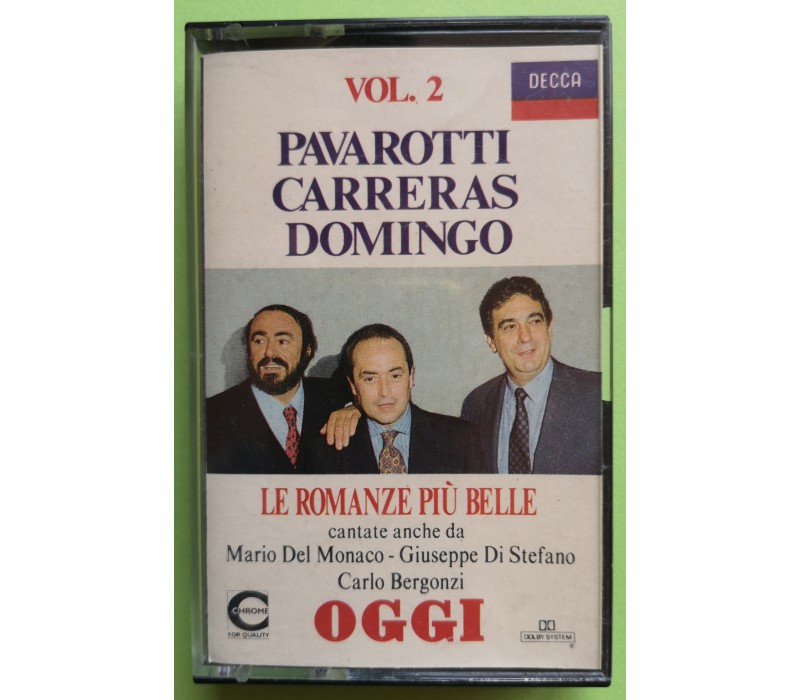 VOL. 2
DECCA
PAVAROTTI
CARRERAS
DOMINGO
LE ROMANZE PIÙ BELLE
cantate anche da
Mario Del Monaco - Giuseppe Di Stefano
Carlo Bergonzi
CHROME
FOR QUALITY
OGGI
DOLBY SYSTEM
®